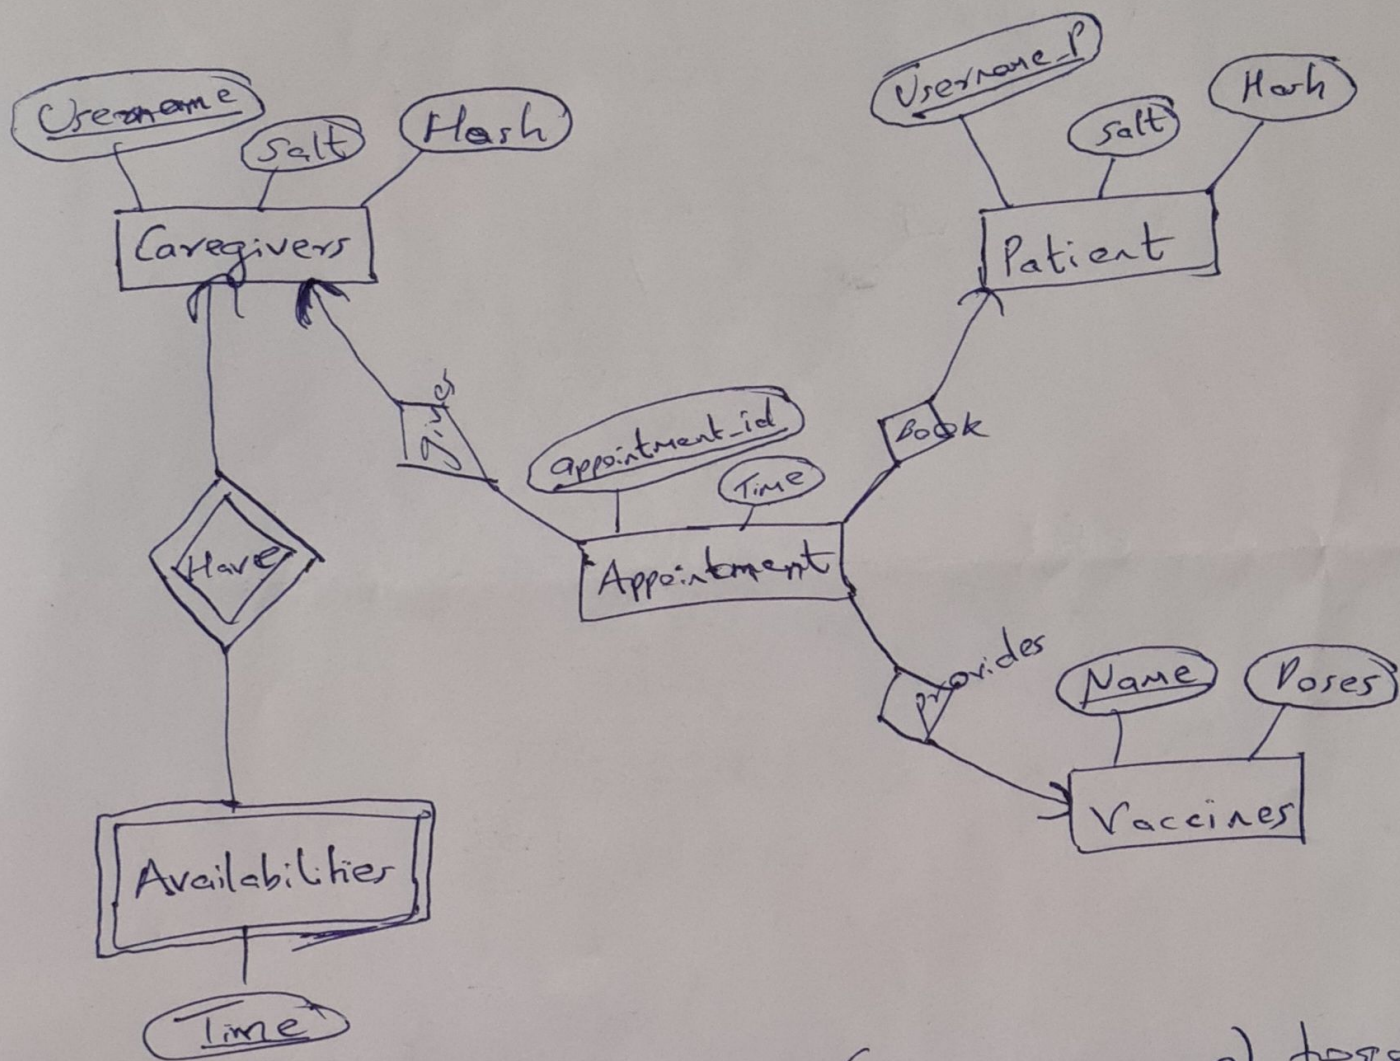 Username
Salt
Hash
Username_P
Salt
Hash
Caregivers
Patient
gives
appointment_id
Time
Book
Have
Appointment
provides
Name
Doses
Vaccines
Availabilities
Time